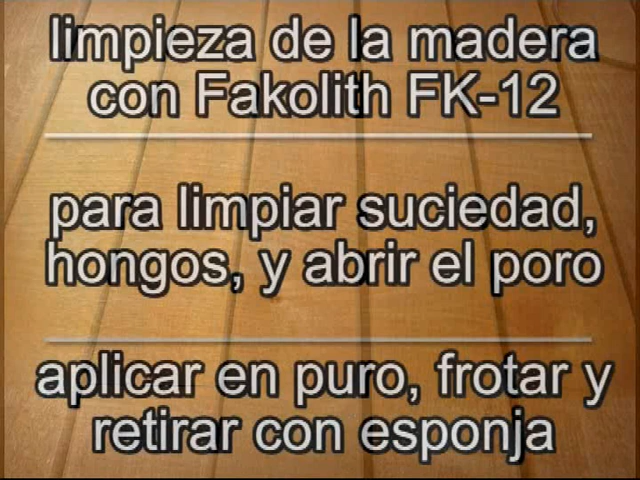 limpieza de la madera
con Fakolith FK-12
para limpiar suciedad,
hongos, y abrir el poro
aplicar en puro, frotar y
retirar con esponja